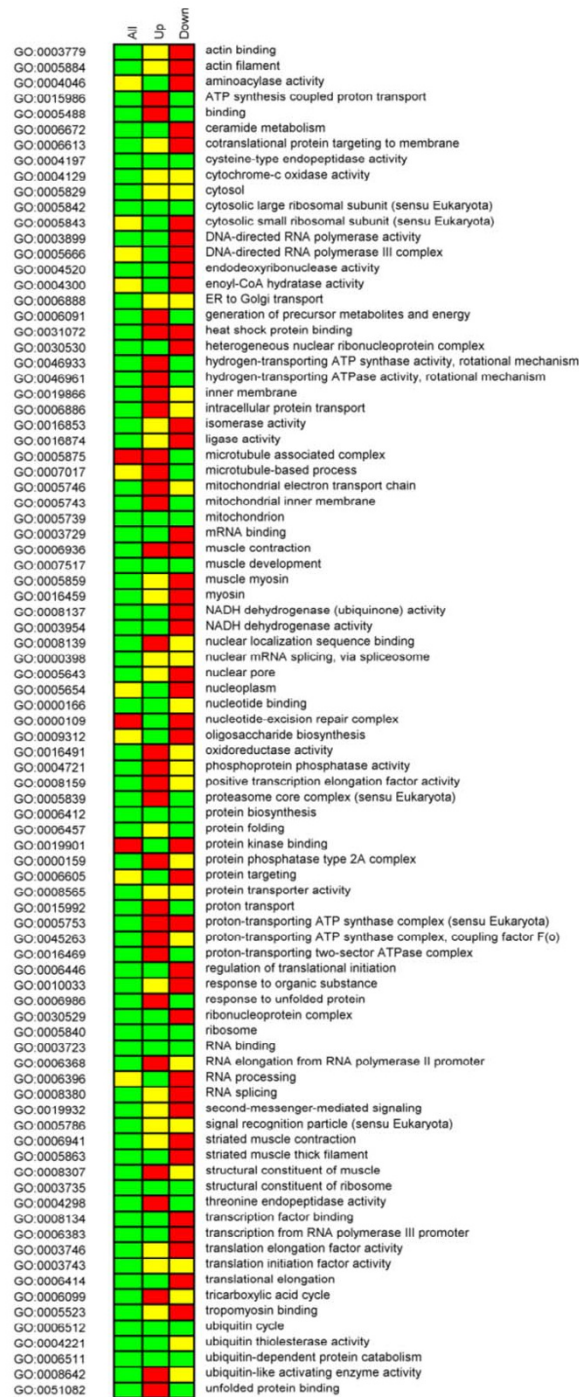 All Up Down
GO:0003779 actin binding
GO:0005884 actin filament
GO:0004046 aminoacylase activity
GO:0015986 ATP synthesis coupled proton transport
GO:0005488 binding
GO:0006672 ceramide metabolism
GO:0006613 cotranslational protein targeting to membrane
GO:0004197 cysteine-type endopeptidase activity
GO:0004129 cytochrome-c oxidase activity
GO:0005829 cytosol
GO:0005842 cytosolic large ribosomal subunit (sensu Eukaryota)
GO:0005843 cytosolic small ribosomal subunit (sensu Eukaryota)
GO:0003899 DNA-directed RNA polymerase activity
GO:0005666 DNA-directed RNA polymerase III complex
GO:0004520 endodeoxyribonuclease activity
GO:0004300 enoyl-CoA hydratase activity
GO:0006888 ER to Golgi transport
GO:0006091 generation of precursor metabolites and energy
GO:0031072 heat shock protein binding
GO:0030530 heterogeneous nuclear ribonucleoprotein complex
GO:0046933 hydrogen-transporting ATP synthase activity, rotational mechanism
GO:0046961 hydrogen-transporting ATPase activity, rotational mechanism
GO:0019866 inner membrane
GO:0006886 intracellular protein transport
GO:0016853 isomerase activity
GO:0016874 ligase activity
GO:0005875 microtubule associated complex
GO:0007017 microtubule-based process
GO:0005746 mitochondrial electron transport chain
GO:0005743 mitochondrial inner membrane
GO:0005739 mitochondrion
GO:0003729 mRNA binding
GO:0006936 muscle contraction
GO:0007517 muscle development
GO:0005859 muscle myosin
GO:0016459 myosin
GO:0008137 NADH dehydrogenase (ubiquinone) activity
GO:0003954 NADH dehydrogenase activity
GO:0008139 nuclear localization sequence binding
GO:0000398 nuclear mRNA splicing, via spliceosome
GO:0005643 nuclear pore
GO:0005654 nucleoplasm
GO:0000166 nucleotide binding
GO:0000109 nucleotide-excision repair complex
GO:0009312 oligosaccharide biosynthesis
GO:0016491 oxidoreductase activity
GO:0004721 phosphoprotein phosphatase activity
GO:0008159 positive transcription elongation factor activity
GO:0005839 proteasome core complex (sensu Eukaryota)
GO:0006412 protein biosynthesis
GO:0006457 protein folding
GO:0019901 protein kinase binding
GO:0000159 protein phosphatase type 2A complex
GO:0006605 protein targeting
GO:0008565 protein transporter activity
GO:0015992 proton transport
GO:0005753 proton-transporting ATP synthase complex (sensu Eukaryota)
GO:0045263 proton-transporting ATP synthase complex, coupling factor F(o)
GO:0016469 proton-transporting two-sector ATPase complex
GO:0006446 regulation of translational initiation
GO:0010033 response to organic substance
GO:0006986 response to unfolded protein
GO:0030529 ribonucleoprotein complex
GO:0005840 ribosome
GO:0003723 RNA binding
GO:0006368 RNA elongation from RNA polymerase II promoter
GO:0006396 RNA processing
GO:0008380 RNA splicing
GO:0019932 second-messenger-mediated signaling
GO:0005786 signal recognition particle (sensu Eukaryota)
GO:0006941 striated muscle contraction
GO:0005863 striated muscle thick filament
GO:0008307 structural constituent of muscle
GO:0003735 structural constituent of ribosome
GO:0004298 threonine endopeptidase activity
GO:0008134 transcription factor binding
GO:0006383 transcription from RNA polymerase III promoter
GO:0003746 translation elongation factor activity
GO:0003743 translation initiation factor activity
GO:0006414 translational elongation
GO:0006099 tricarboxylic acid cycle
GO:0005523 tropomyosin binding
GO:0006512 ubiquitin cycle
GO:0004221 ubiquitin thiolesterase activity
GO:0006511 ubiquitin-dependent protein catabolism
GO:0008642 ubiquitin-like activating enzyme activity
GO:0051082 unfolded protein binding